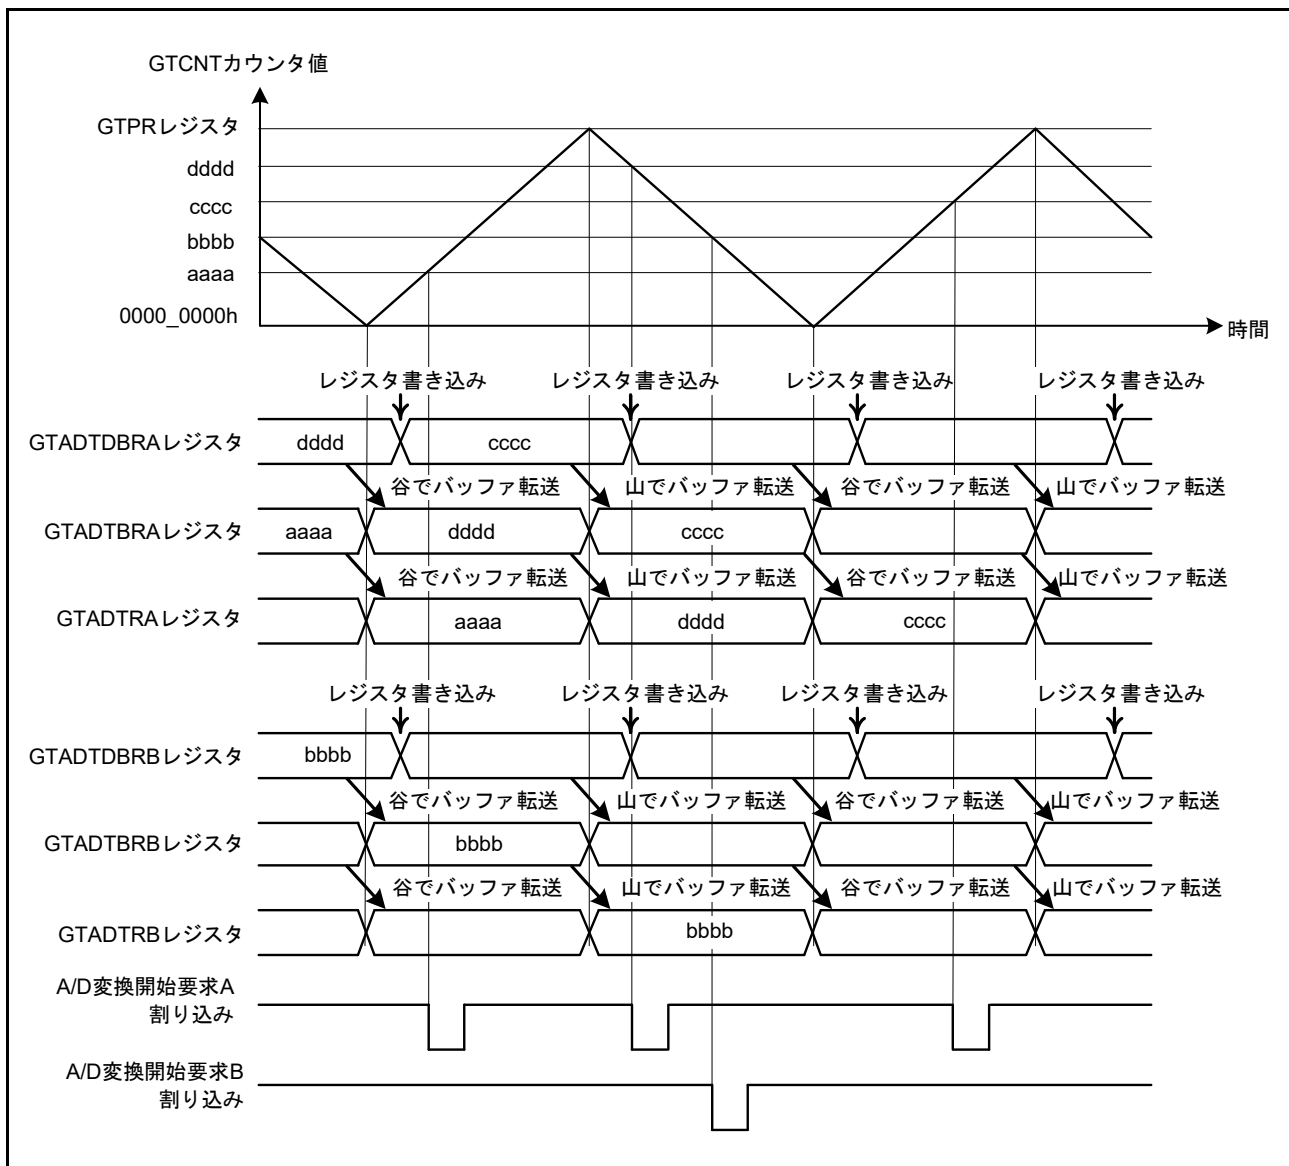 GTCNTカウンタ値
GTPRレジスタ
dddd
cccc
bbbb
aaaa
0000_0000h
時間
レジスタ書き込み レジスタ書き込み レジスタ書き込み レジスタ書き込み
GTADTDBRAレジスタ dddd cccc
谷でバッファ転送 山でバッファ転送 谷でバッファ転送 山でバッファ転送
GTADTBRAレジスタ aaaa dddd cccc
谷でバッファ転送 山でバッファ転送 谷でバッファ転送 山でバッファ転送
GTADTRAレジスタ aaaa dddd cccc
レジスタ書き込み レジスタ書き込み レジスタ書き込み レジスタ書き込み
GTADTDBRBレジスタ bbbb
谷でバッファ転送 山でバッファ転送 谷でバッファ転送 山でバッファ転送
GTADTBRBレジスタ bbbb
谷でバッファ転送 山でバッファ転送 谷でバッファ転送 山でバッファ転送
GTADTRBレジスタ bbbb
A/D変換開始要求A
割り込み
A/D変換開始要求B
割り込み